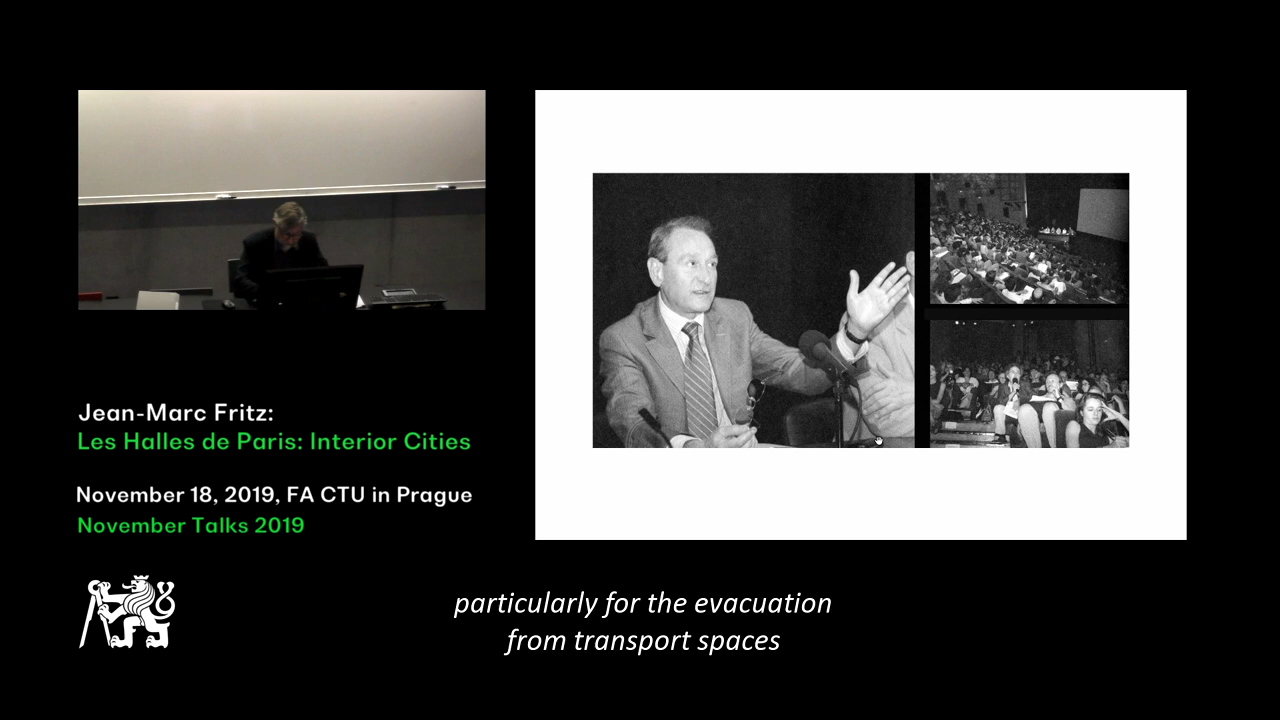 Jean-Marc Fritz:
Les Halles de Paris: Interior Cities
November 18, 2019, FA CTU in Prague
November Talks 2019
particularly for the evacuation
from transport spaces